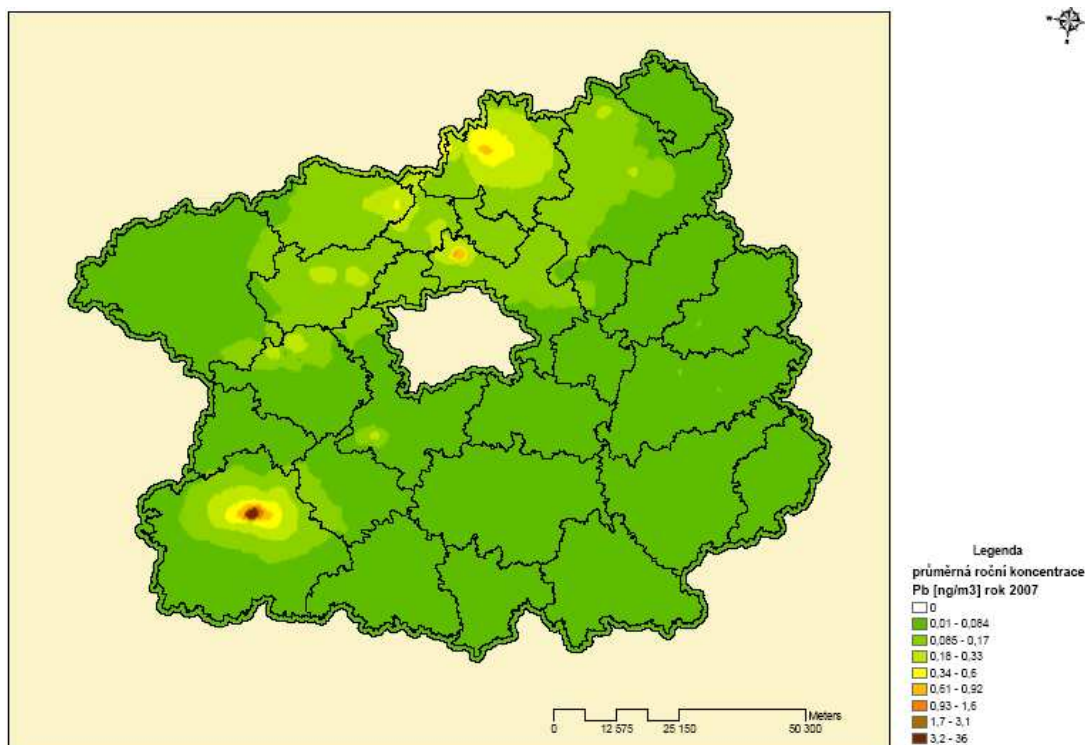 Legenda
průměrná roční koncentrace
Pb [ng/m3] rok 2007
0
0,01 - 0,084
0,085 - 0,17
0,18 - 0,33
0,34 - 0,6
0,61 - 0,92
0,93 - 1,6
1,7 - 3,1
3,2 - 36
Meters
0 12 575 25 150 50 300